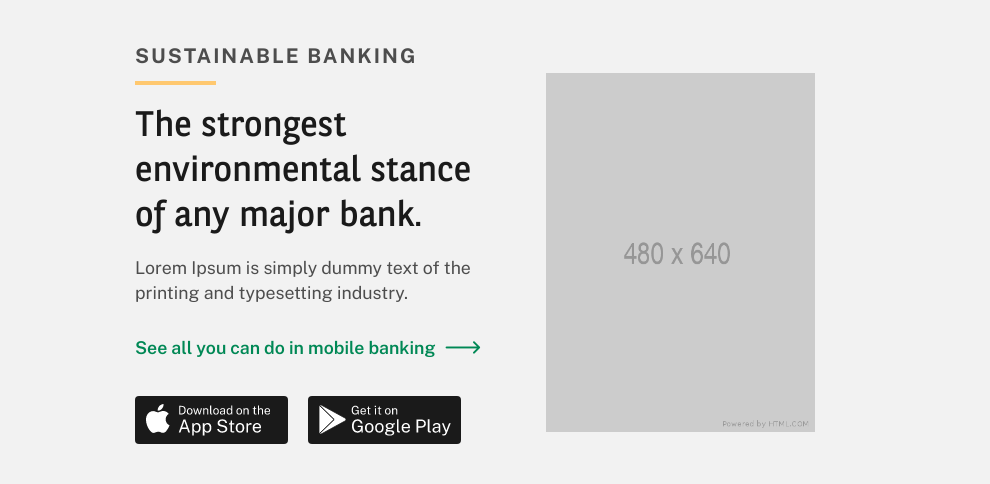 SUSTAINABLE BANKING
The strongest
environmental stance
of any major bank.
Lorem Ipsum is simply dummy text of the
printing and typesetting industry.
See all you can do in mobile banking
Download on the
App Store
Get it on
Google Play
480 x 640
Powered by HTML.COM